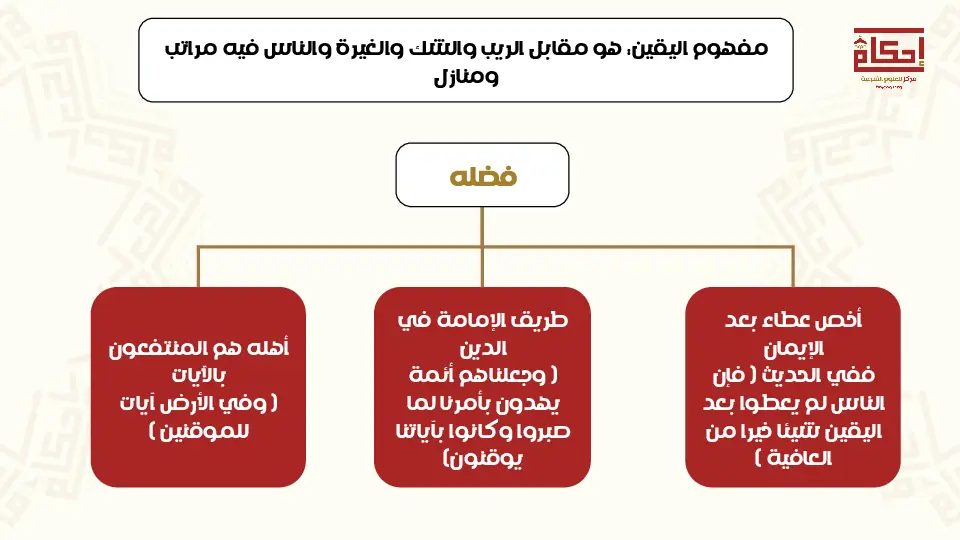 مفهوم اليقين: هو مقابل الريب والشك والغيرة والناس فيه مراتب
ومنازل
إحكام
مركز للعلوم الشرعية
فضله
أخص عطاء بعد
الإيمان
ففي الحديث ( فإن
الناس لم يعطوا بعد
اليقين شيئا خيرا من
العافية )
طريق الإمامة في
الدين
( وجعلناهم أئمة
يهدون بأمرنا لما
صبروا وكانوا بآياتنا
يوقنون)
أهله هم المنتفعون
بالآيات
( وفي الأرض آيات
للموقنين )